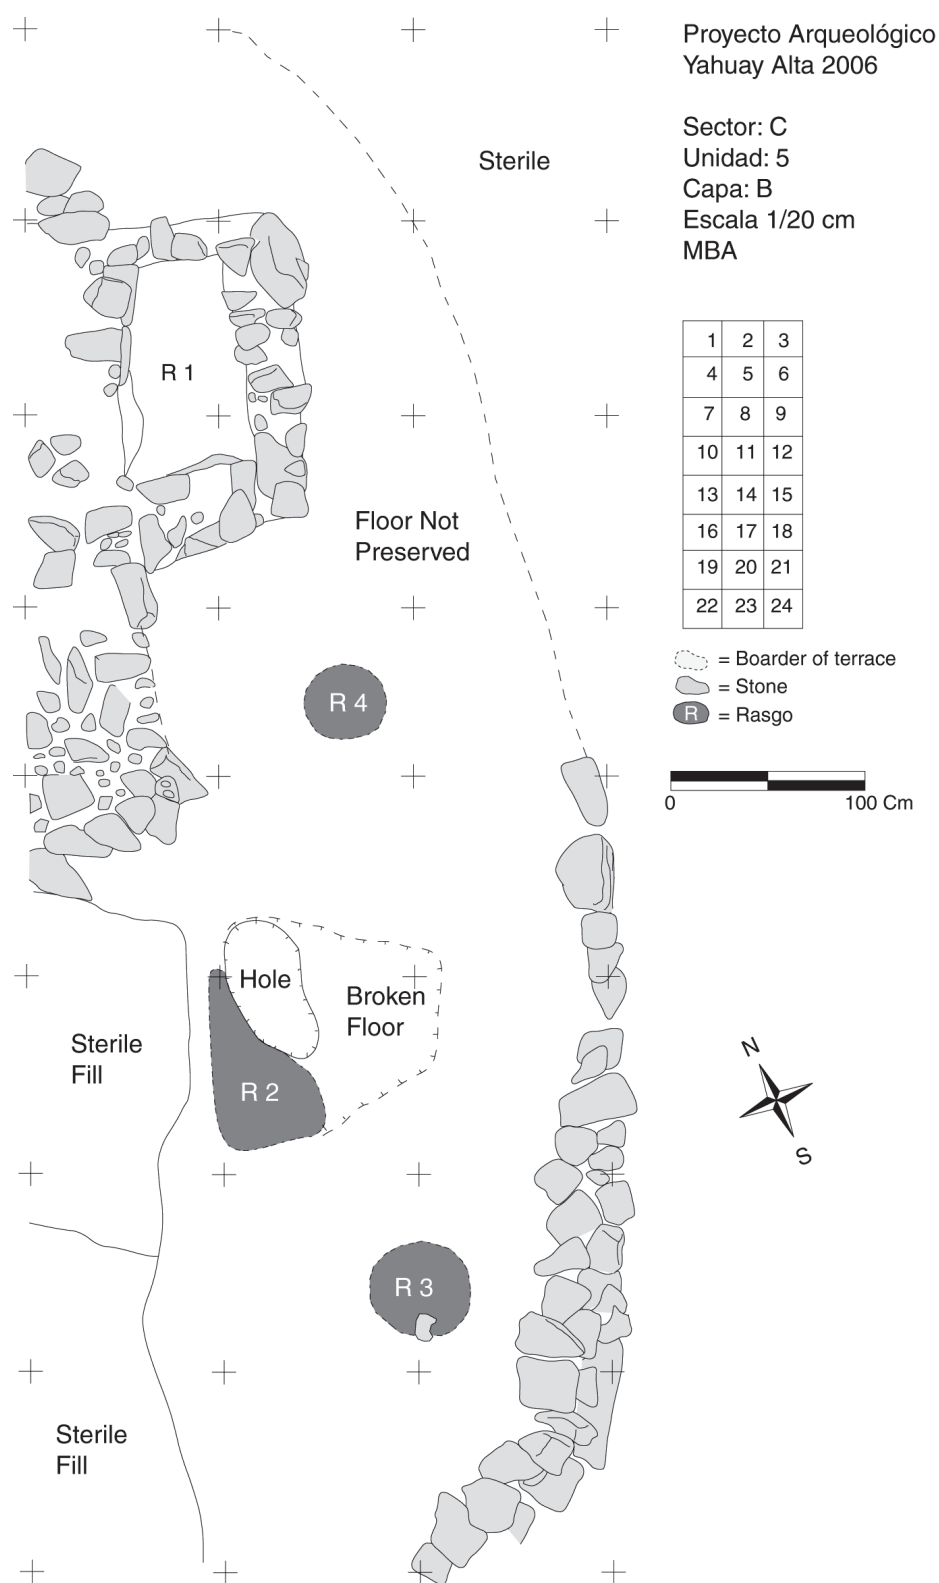 Proyecto Arqueológico
Yahuay Alta 2006
Sector: C
Unidad: 5
Capa: B
Escala 1/20 cm
MBA
Sterile
1 2 3
4 5 6
7 8 9
10 11 12
13 14 15
16 17 18
19 20 21
22 23 24
= Boarder of terrace
= Stone
R = Rasgo
0 100 Cm
R 1
Floor Not
Preserved
R 4
Hole
Broken
Floor
Sterile
Fill
R 2
N
S
R 3
Sterile
Fill